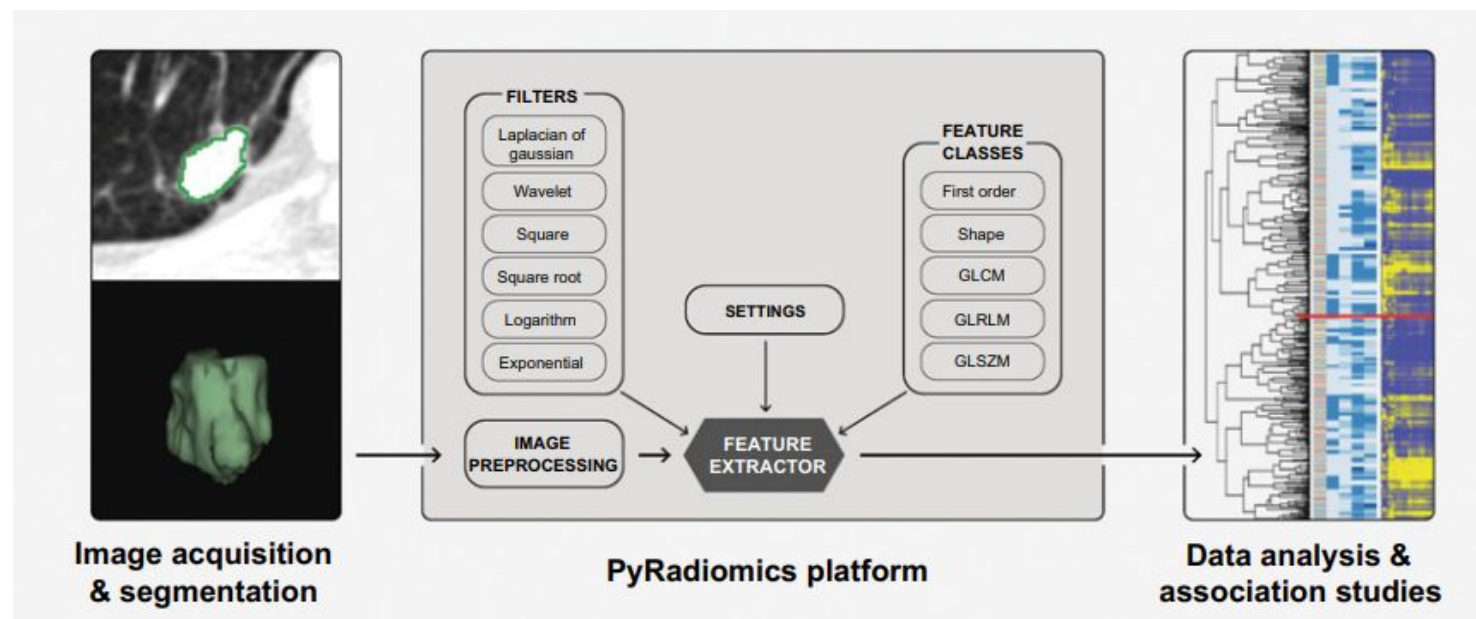 FILTERS
Laplacian of
gaussian
Wavelet
Square
Square root
Logarithm
Exponential
FEATURE
CLASSES
First order
Shape
GLCM
GLRLM
GLSZM
SETTINGS
IMAGE
PREPROCESSING
FEATURE
EXTRACTOR
Image acquisition
& segmentation
PyRadiomics platform
Data analysis &
association studies